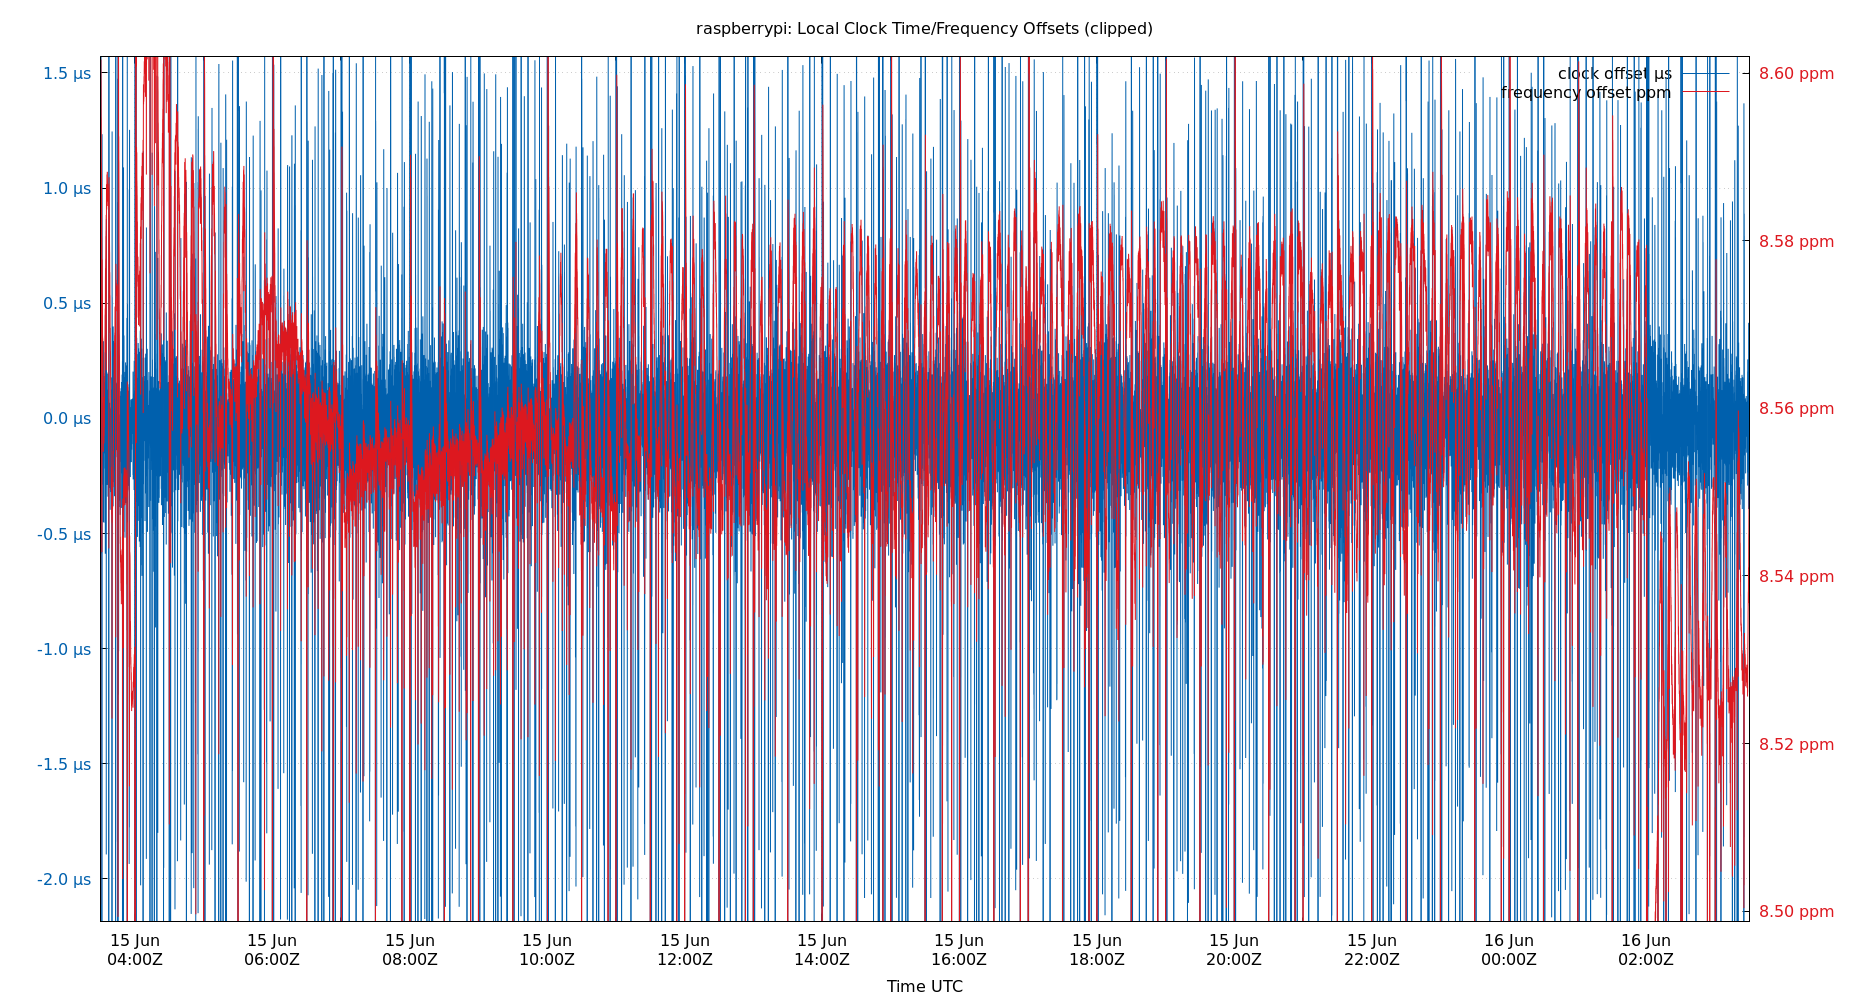 raspberrypi: Local Clock Time/Frequency Offsets (clipped)
clock offset µs
frequency offset ppm
1.5 µs
1.0 µs
0.5 µs
0.0 µs
-0.5 µs
-1.0 µs
-1.5 µs
-2.0 µs
8.60 ppm
8.58 ppm
8.56 ppm
8.54 ppm
8.52 ppm
8.50 ppm
15 Jun 15 Jun 15 Jun 15 Jun 15 Jun 15 Jun 15 Jun 15 Jun 15 Jun 15 Jun 16 Jun 16 Jun
04:00Z 06:00Z 08:00Z 10:00Z 12:00Z 14:00Z 16:00Z 18:00Z 20:00Z 22:00Z 00:00Z 02:00Z
Time UTC